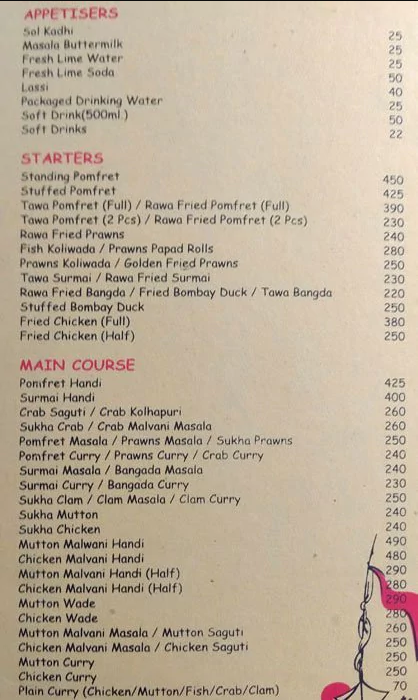 APPETISERS
Sol Kadhi 25
Masala Buttermilk 25
Fresh Lime Water 25
Fresh Lime Soda 50
Lassi 40
Packaged Drinking Water 25
Soft Drink(500ml.) 50
Soft Drinks 22
STARTERS
Standing Pomfret 450
Stuffed Pomfret 425
Tawa Pomfret (Full) / Rawa Fried Pomfret (Full) 390
Tawa Pomfret (2 Pcs) / Rawa Fried Pomfret (2 Pcs) 230
Rawa Fried Prawns 240
Fish Koliwada / Prawns Papad Rolls 280
Prawns Koliwada / Golden Fried Prawns 250
Tawa Surmai / Rawa Fried Surmai 230
Rawa Fried Bangda / Fried Bombay Duck / Tawa Bangda 220
Stuffed Bombay Duck 250
Fried Chicken (Full) 380
Fried Chicken (Half) 250
MAIN COURSE
Pomfret Handi 425
Surmai Handi 400
Crab Saguti / Crab Kolhapuri 260
Sukha Crab / Crab Malvani Masala 260
Pomfret Masala / Prawns Masala / Sukha Prawns 250
Pomfret Curry / Prawns Curry / Crab Curry 240
Surmai Masala / Bangada Masala 240
Surmai Curry / Bangada Curry 230
Sukha Clam / Clam Masala / Clam Curry 250
Sukha Mutton 240
Sukha Chicken 240
Mutton Malwani Handi 490
Chicken Malvani Handi 480
Mutton Malvani Handi (Half) 290
Chicken Malvani Handi (Half) 280
Mutton Wade 290
Chicken Wade 280
Mutton Malvani Masala / Mutton Saguti 260
Chicken Malvani Masala / Chicken Saguti 250
Mutton Curry 250
Chicken Curry 250
Plain Curry (Chicken/Mutton/Fish/Crab/Clam) 70